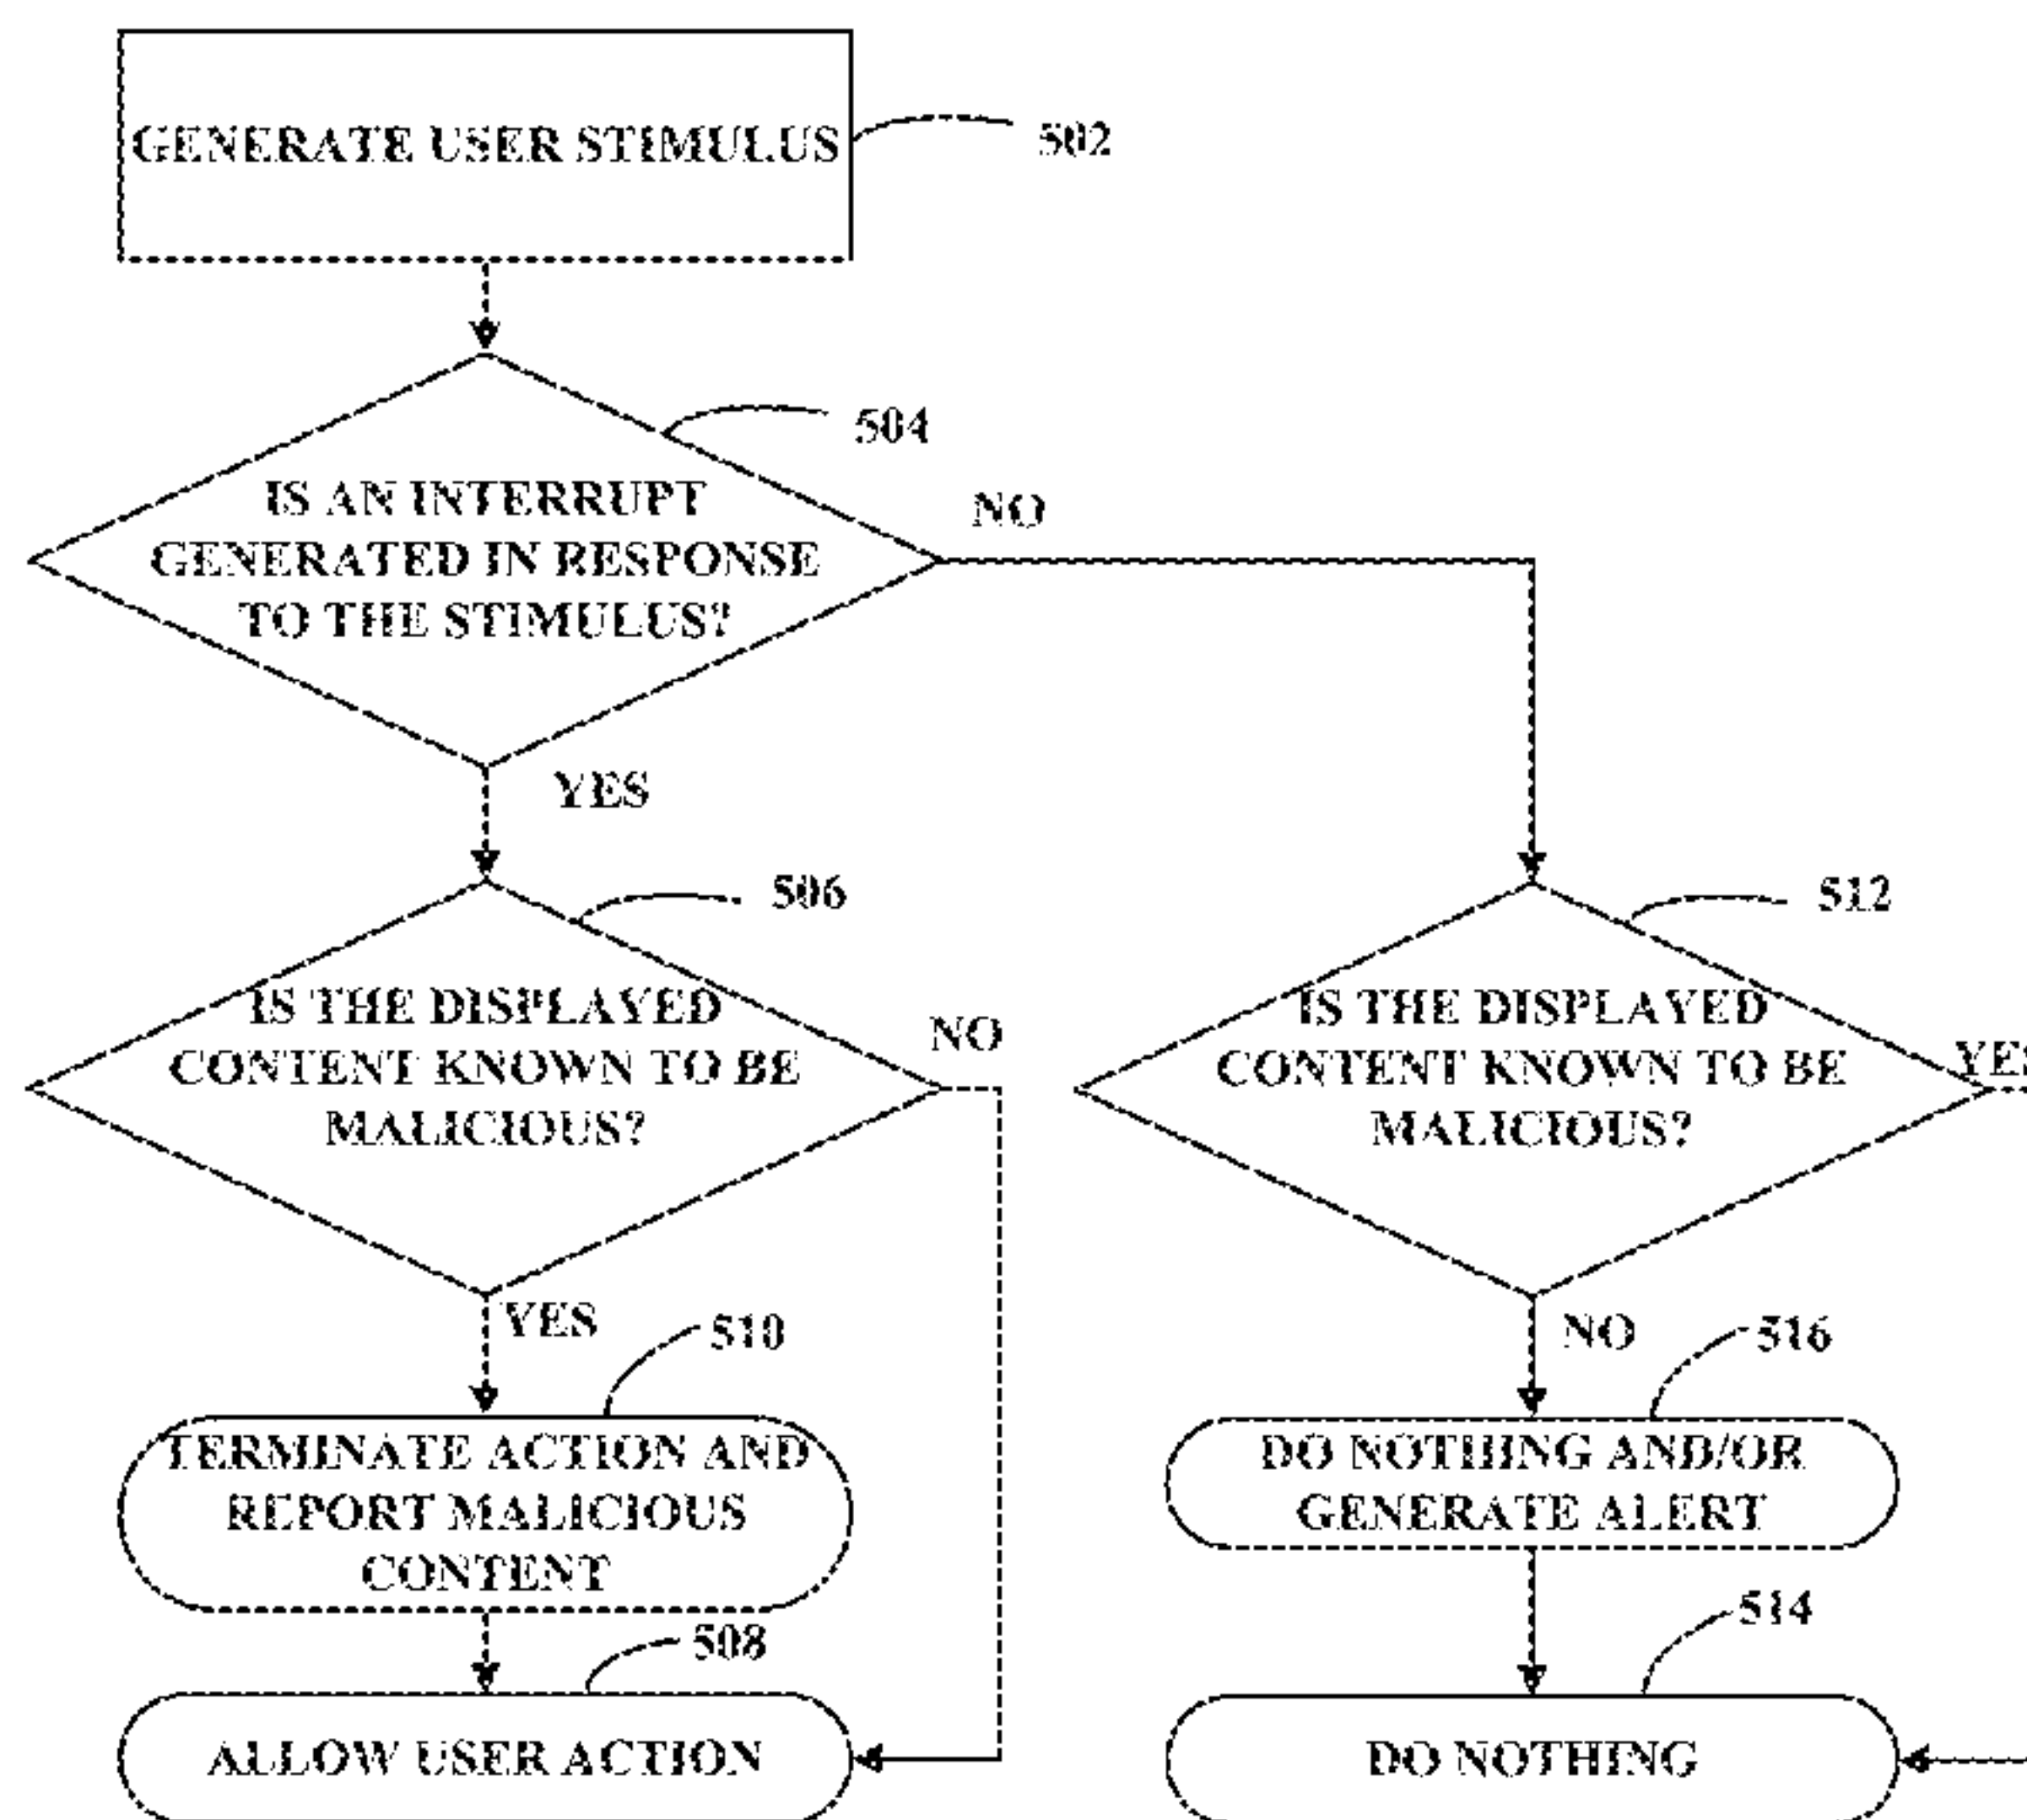 GENERATE USER STIMULUS
502
504
IS AN INTERRUPT
GENERATED IN RESPONSE
TO THE STIMULUS?
NO
YES
506
IS THE DISPLAYED
CONTENT KNOWN TO BE
MALICIOUS?
NO
512
IS THE DISPLAYED
CONTENT KNOWN TO BE
MALICIOUS?
YES
YES
510
TERMINATE ACTION AND
REPORT MALICIOUS
CONTENT
NO
516
DO NOTHING AND/OR
GENERATE ALERT
508
ALLOW USER ACTION
514
DO NOTHING